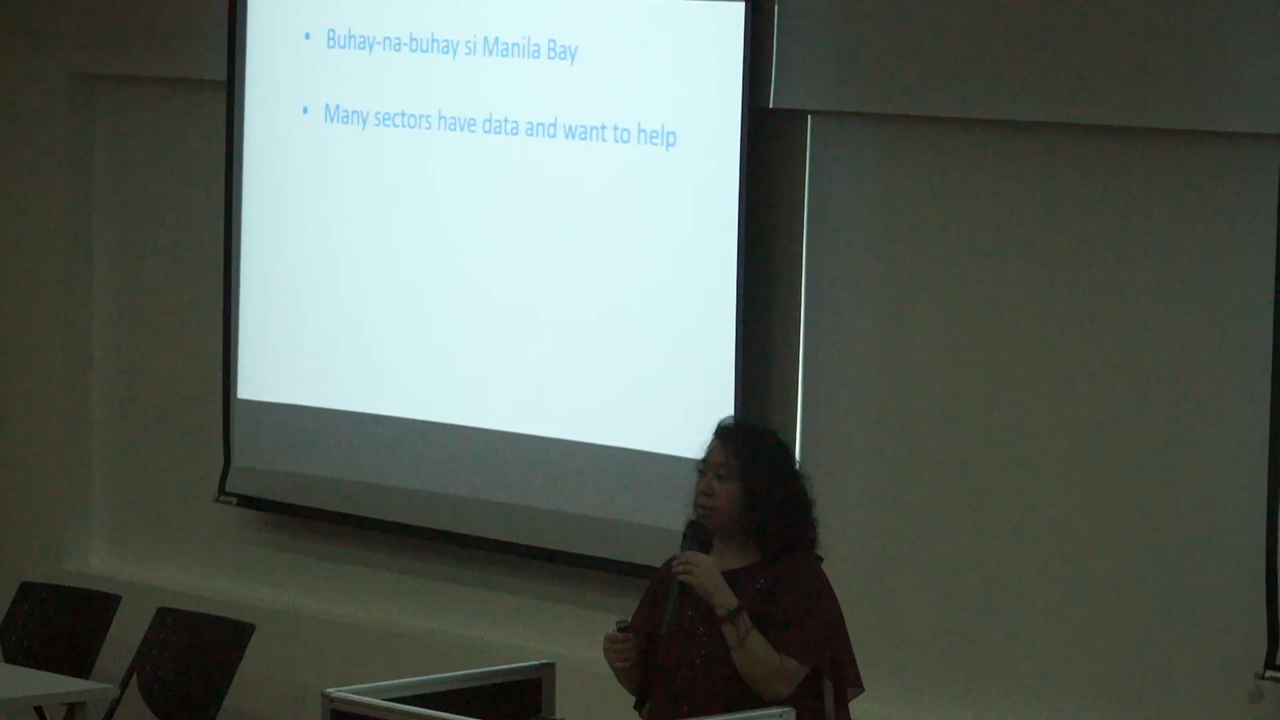 • Buhay-na-buhay si Manila Bay
• Many sectors have data and want to help